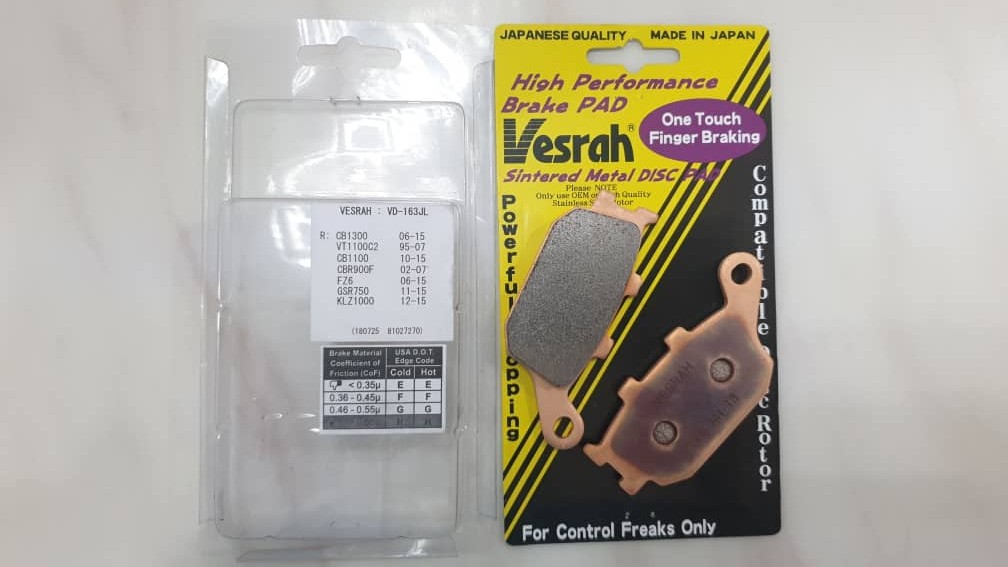 VESRAH : VD-163JL
R: CB1300 06-15
VT1100C2 95-07
CB1100 10-15
CBR900F 02-07
FZ6 06-15
GSR750 11-15
KLZ1000 12-15
(180725 81027270)
Brake Material Coefficient of Friction (CoF)
USA D.O.T. Edge Code
Cold Hot
< 0.35µ E E
0.36 - 0.45µ F F
0.46 - 0.55µ G G
H H
JAPANESE QUALITY MADE IN JAPAN
High Performance
Brake PAD
Vesrah®
One Touch
Finger Braking
Sintered Metal DISC PAD
Please NOTE
Only use OEM or Quality
Stainless Rotor
Powerful
Rotor
For Control Freaks Only
VESRAH